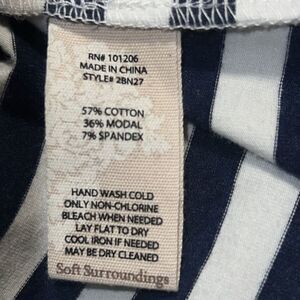 RN# 101206
MADE IN CHINA
STYLE# 2BN27
57% COTTON
36% MODAL
7% SPANDEX
HAND WASH COLD
ONLY NON-CHLORINE
BLEACH WHEN NEEDED
LAY FLAT TO DRY
COOL IRON IF NEEDED
MAY BE DRY CLEANED
Soft Surroundings